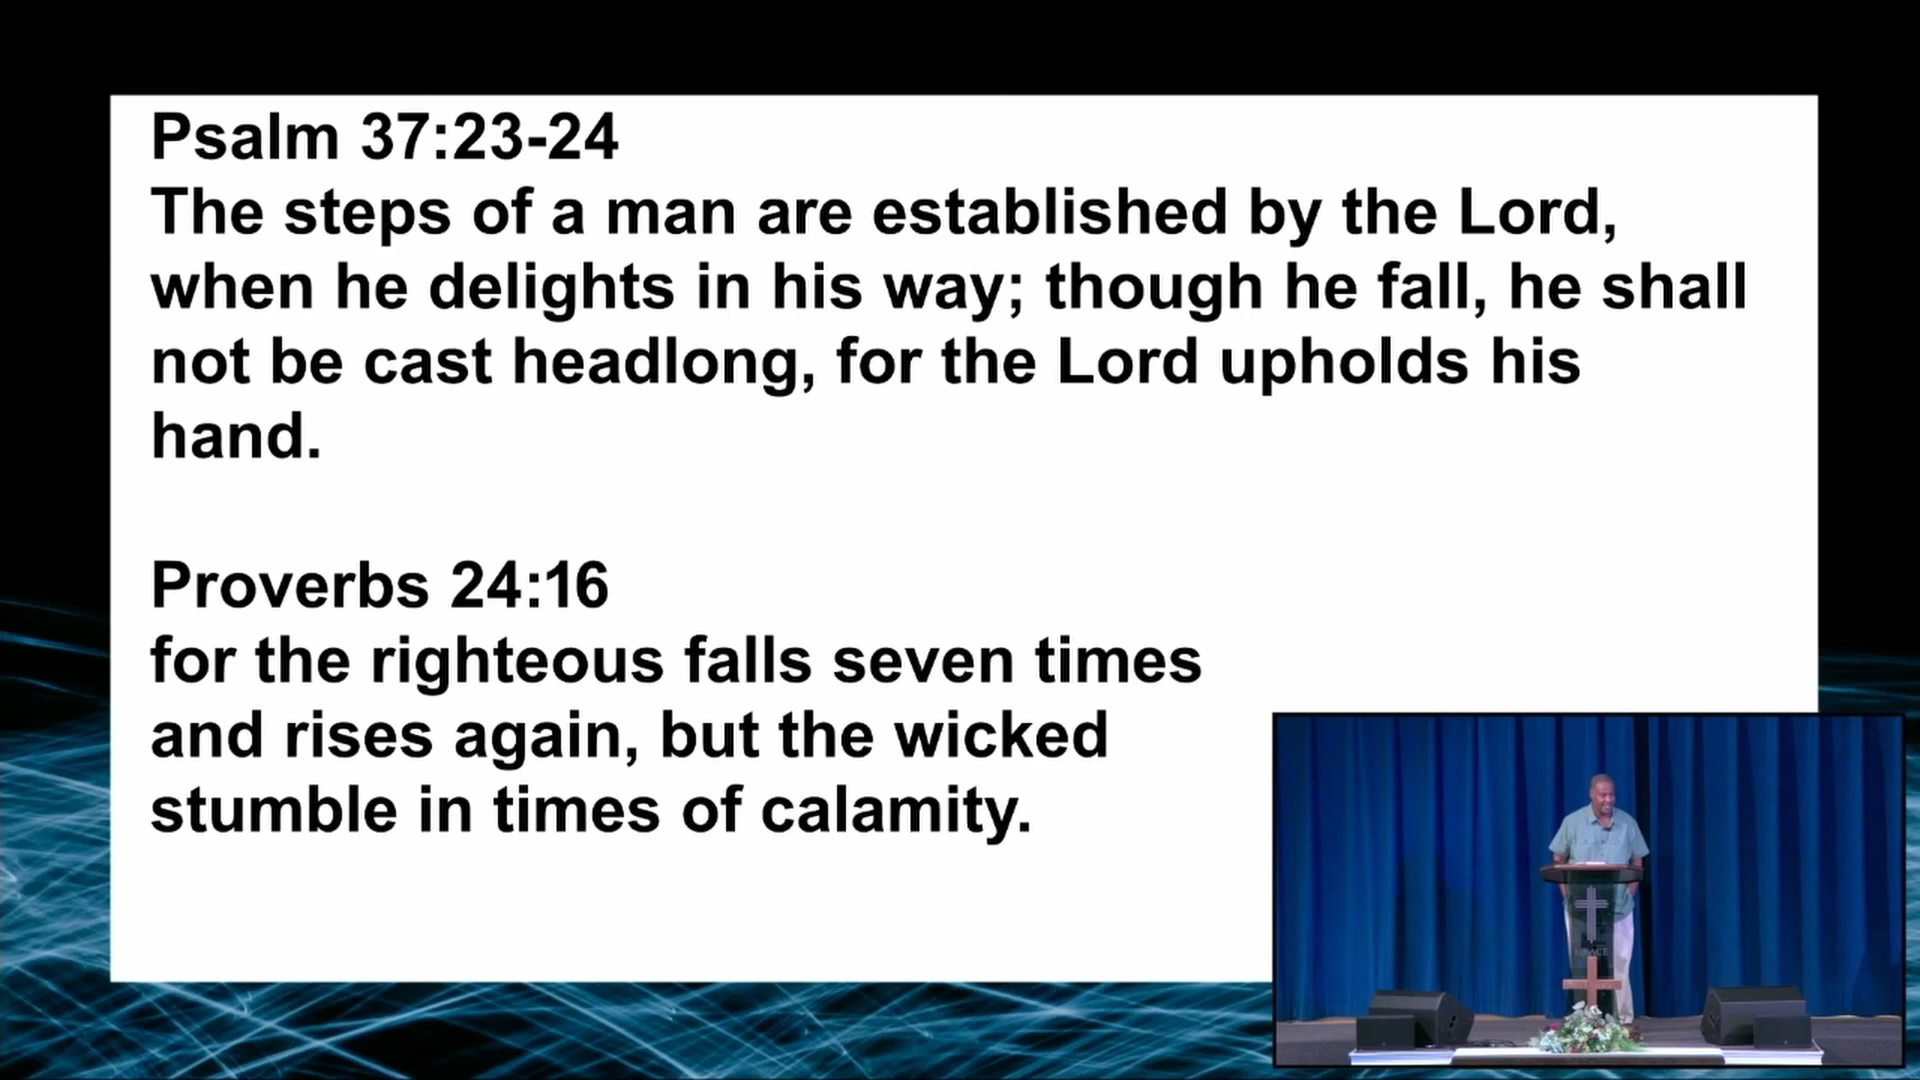 Psalm 37:23-24
The steps of a man are established by the Lord,
when he delights in his way; though he fall, he shall
not be cast headlong, for the Lord upholds his
hand.
Proverbs 24:16
for the righteous falls seven times
and rises again, but the wicked
stumble in times of calamity.
GRACE